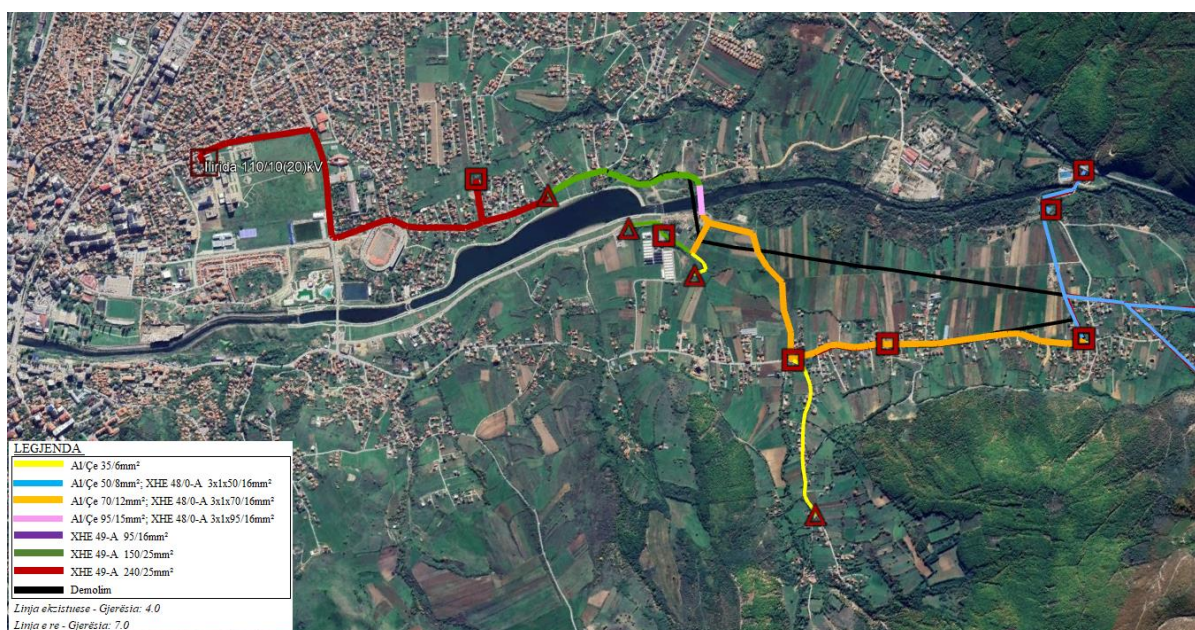 Ilirida 110/10(20)kV
LEGJENDA
Al/Çe 35/6mm²
Al/Çe 50/8mm²; XHE 48/0-A 3x1x50/16mm²
Al/Çe 70/12mm²; XHE 48/0-A 3x1x70/16mm²
Al/Çe 95/15mm²; XHE 48/0-A 3x1x95/16mm²
XHE 49-A 95/16mm²
XHE 49-A 150/25mm²
XHE 49-A 240/25mm²
Demolim
Linja ekzistuese - Gjerësia: 4.0
Linja e re - Gjerësia: 7.0